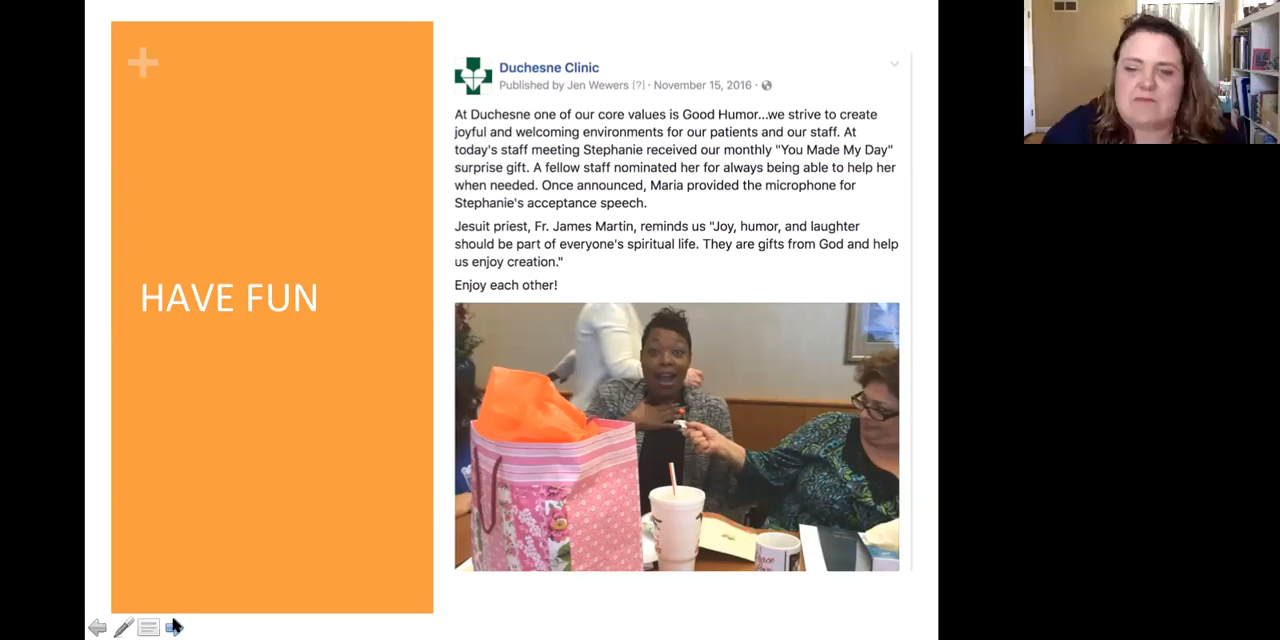 HAVE FUN
Duchesne Clinic
Published by Jen Wewers [?] · November 15, 2016 ·
At Duchesne one of our core values is Good Humor...we strive to create
joyful and welcoming environments for our patients and our staff. At
today's staff meeting Stephanie received our monthly "You Made My Day"
surprise gift. A fellow staff nominated her for always being able to help her
when needed. Once announced, Maria provided the microphone for
Stephanie's acceptance speech.
Jesuit priest, Fr. James Martin, reminds us "Joy, humor, and laughter
should be part of everyone's spiritual life. They are gifts from God and help
us enjoy creation."
Enjoy each other!